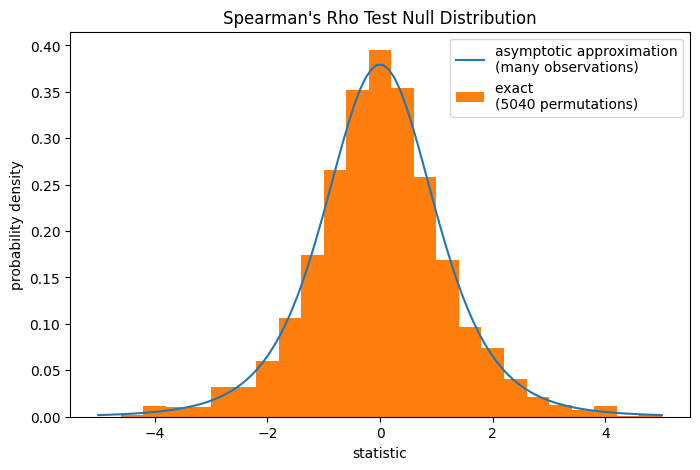 Spearman's Rho Test Null Distribution
asymptotic approximation
(many observations)
exact
(5040 permutations)
probability density
0.40
0.35
0.30
0.25
0.20
0.15
0.10
0.05
0.00
−4
−2
0
2
4
statistic